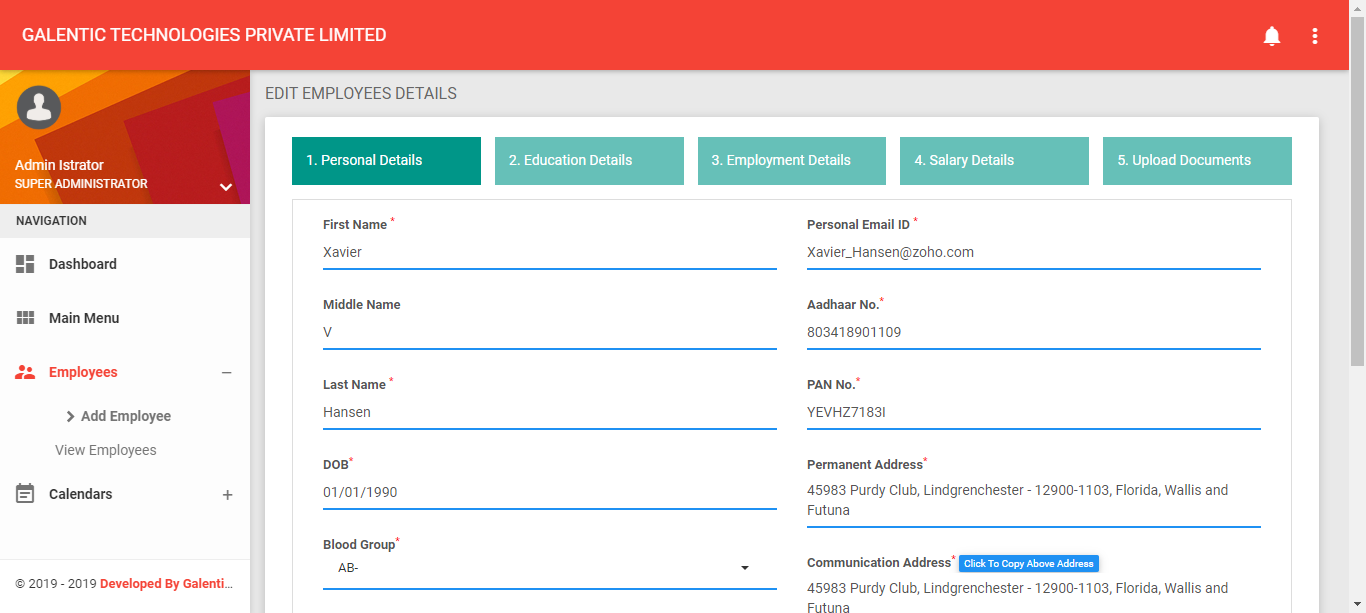 GALENTIC TECHNOLOGIES PRIVATE LIMITED
Admin Istrator
SUPER ADMINISTRATOR
NAVIGATION
Dashboard
Main Menu
Employees
Add Employee
View Employees
Calendars
© 2019 - 2019 Developed By Galenti...
EDIT EMPLOYEES DETAILS
1. Personal Details
2. Education Details
3. Employment Details
4. Salary Details
5. Upload Documents
First Name *
Xavier
Middle Name
V
Last Name *
Hansen
DOB*
01/01/1990
Blood Group*
AB-
Personal Email ID *
Xavier_Hansen@zoho.com
Aadhaar No.*
803418901109
PAN No.*
YEVHZ7183I
Permanent Address*
45983 Purdy Club, Lindgrenchester - 12900-1103, Florida, Wallis and
Futuna
Communication Address* Click To Copy Above Address
45983 Purdy Club, Lindgrenchester - 12900-1103, Florida, Wallis and
Futuna